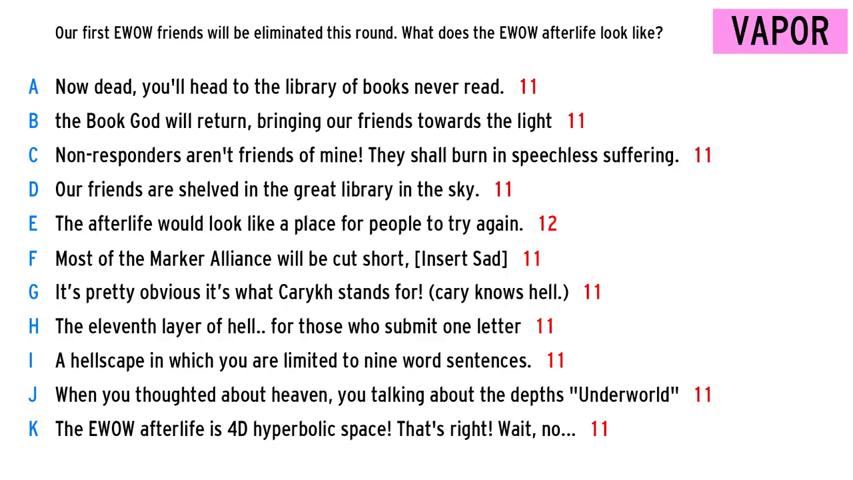 Our first EWOW friends will be eliminated this round. What does the EWOW afterlife look like?
VAPOR
A Now dead, you'll head to the library of books never read. 11
B the Book God will return, bringing our friends towards the light 11
C Non-responders aren't friends of mine! They shall burn in speechless suffering. 11
D Our friends are shelved in the great library in the sky. 11
E The afterlife would look like a place for people to try again. 12
F Most of the Marker Alliance will be cut short, [Insert Sad] 11
G It’s pretty obvious it’s what Carykh stands for! (cary knows hell.) 11
H The eleventh layer of hell.. for those who submit one letter 11
I A hellscape in which you are limited to nine word sentences. 11
J When you thoughted about heaven, you talking about the depths "Underworld" 11
K The EWOW afterlife is 4D hyperbolic space! That's right! Wait, no... 11